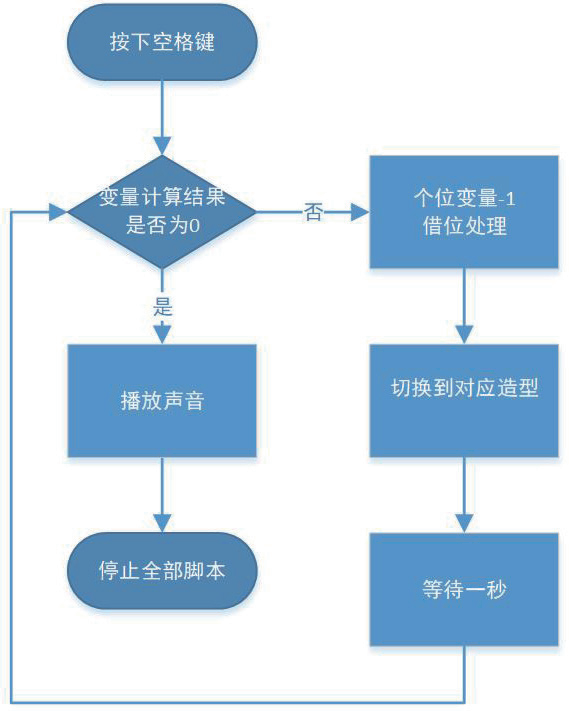 按下空格键
变量计算结果
是否为0
否
个位变量-1
借位处理
是
播放声音
切换到对应造型
停止全部脚本
等待一秒